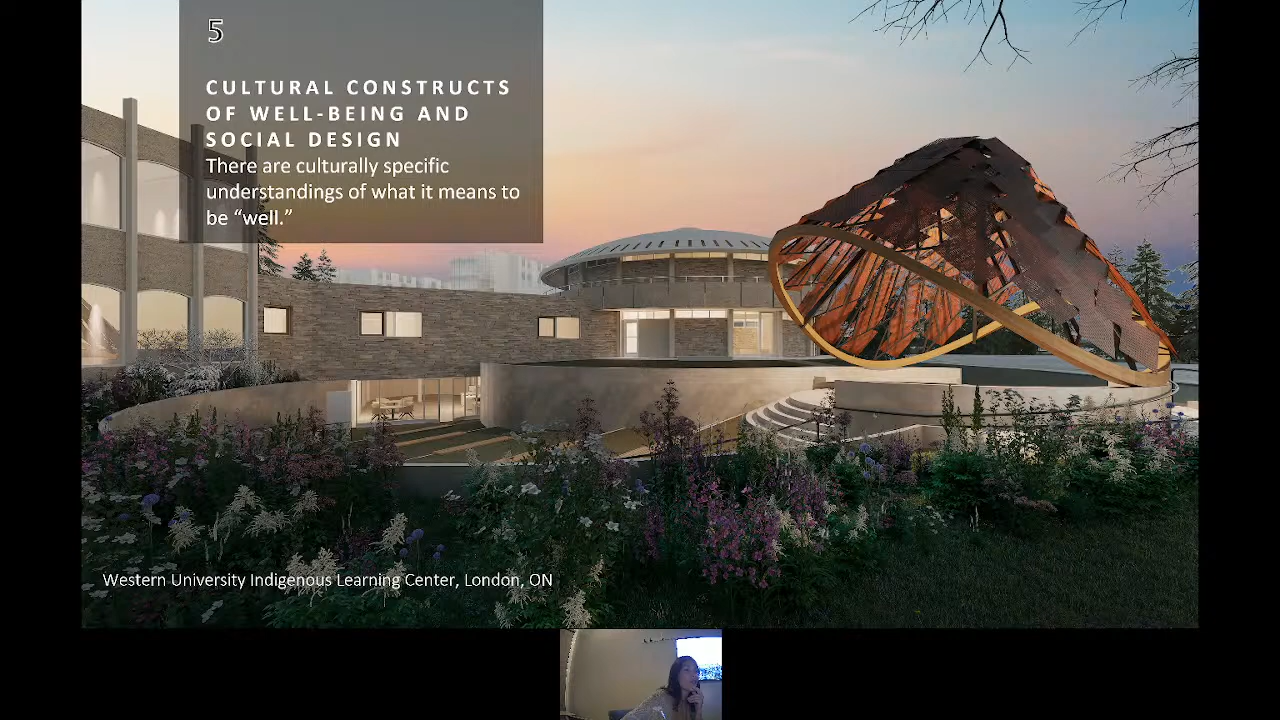 5
CULTURAL CONSTRUCTS
OF WELL-BEING AND
SOCIAL DESIGN
There are culturally specific
understandings of what it means to
be “well.”
Western University Indigenous Learning Center, London, ON